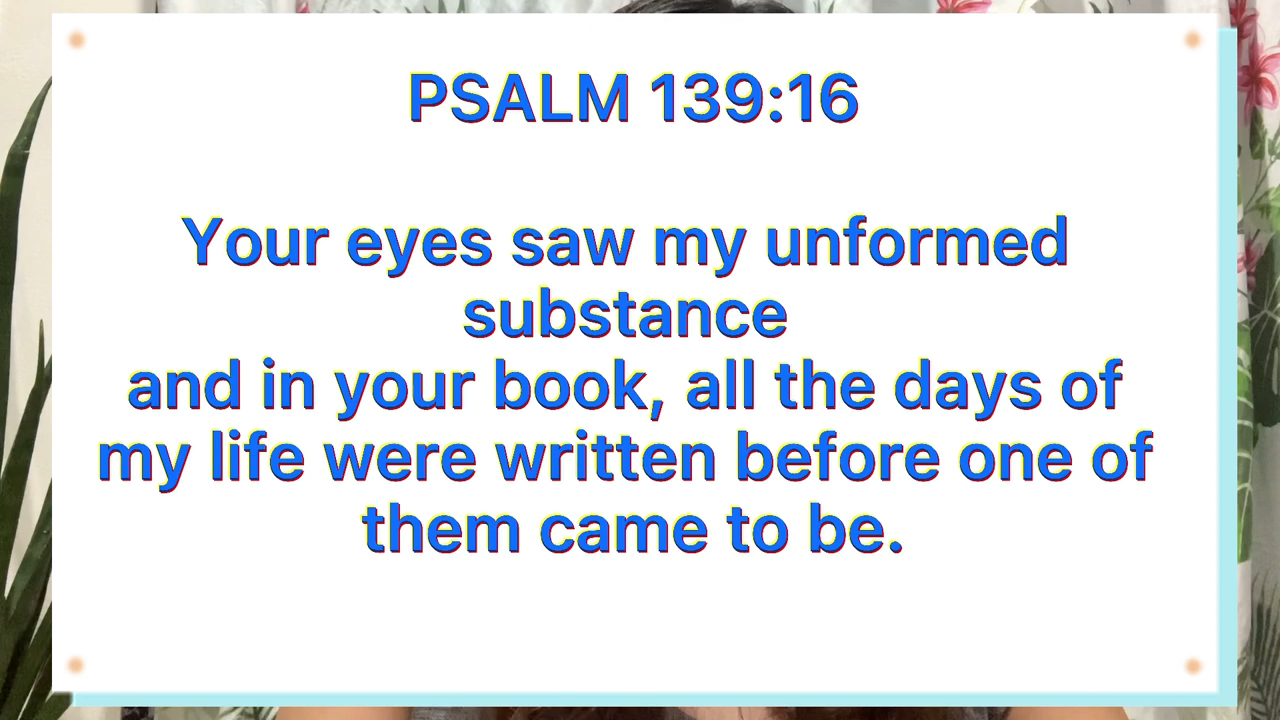 PSALM 139:16
Your eyes saw my unformed
substance
and in your book, all the days of
my life were written before one of
them came to be.